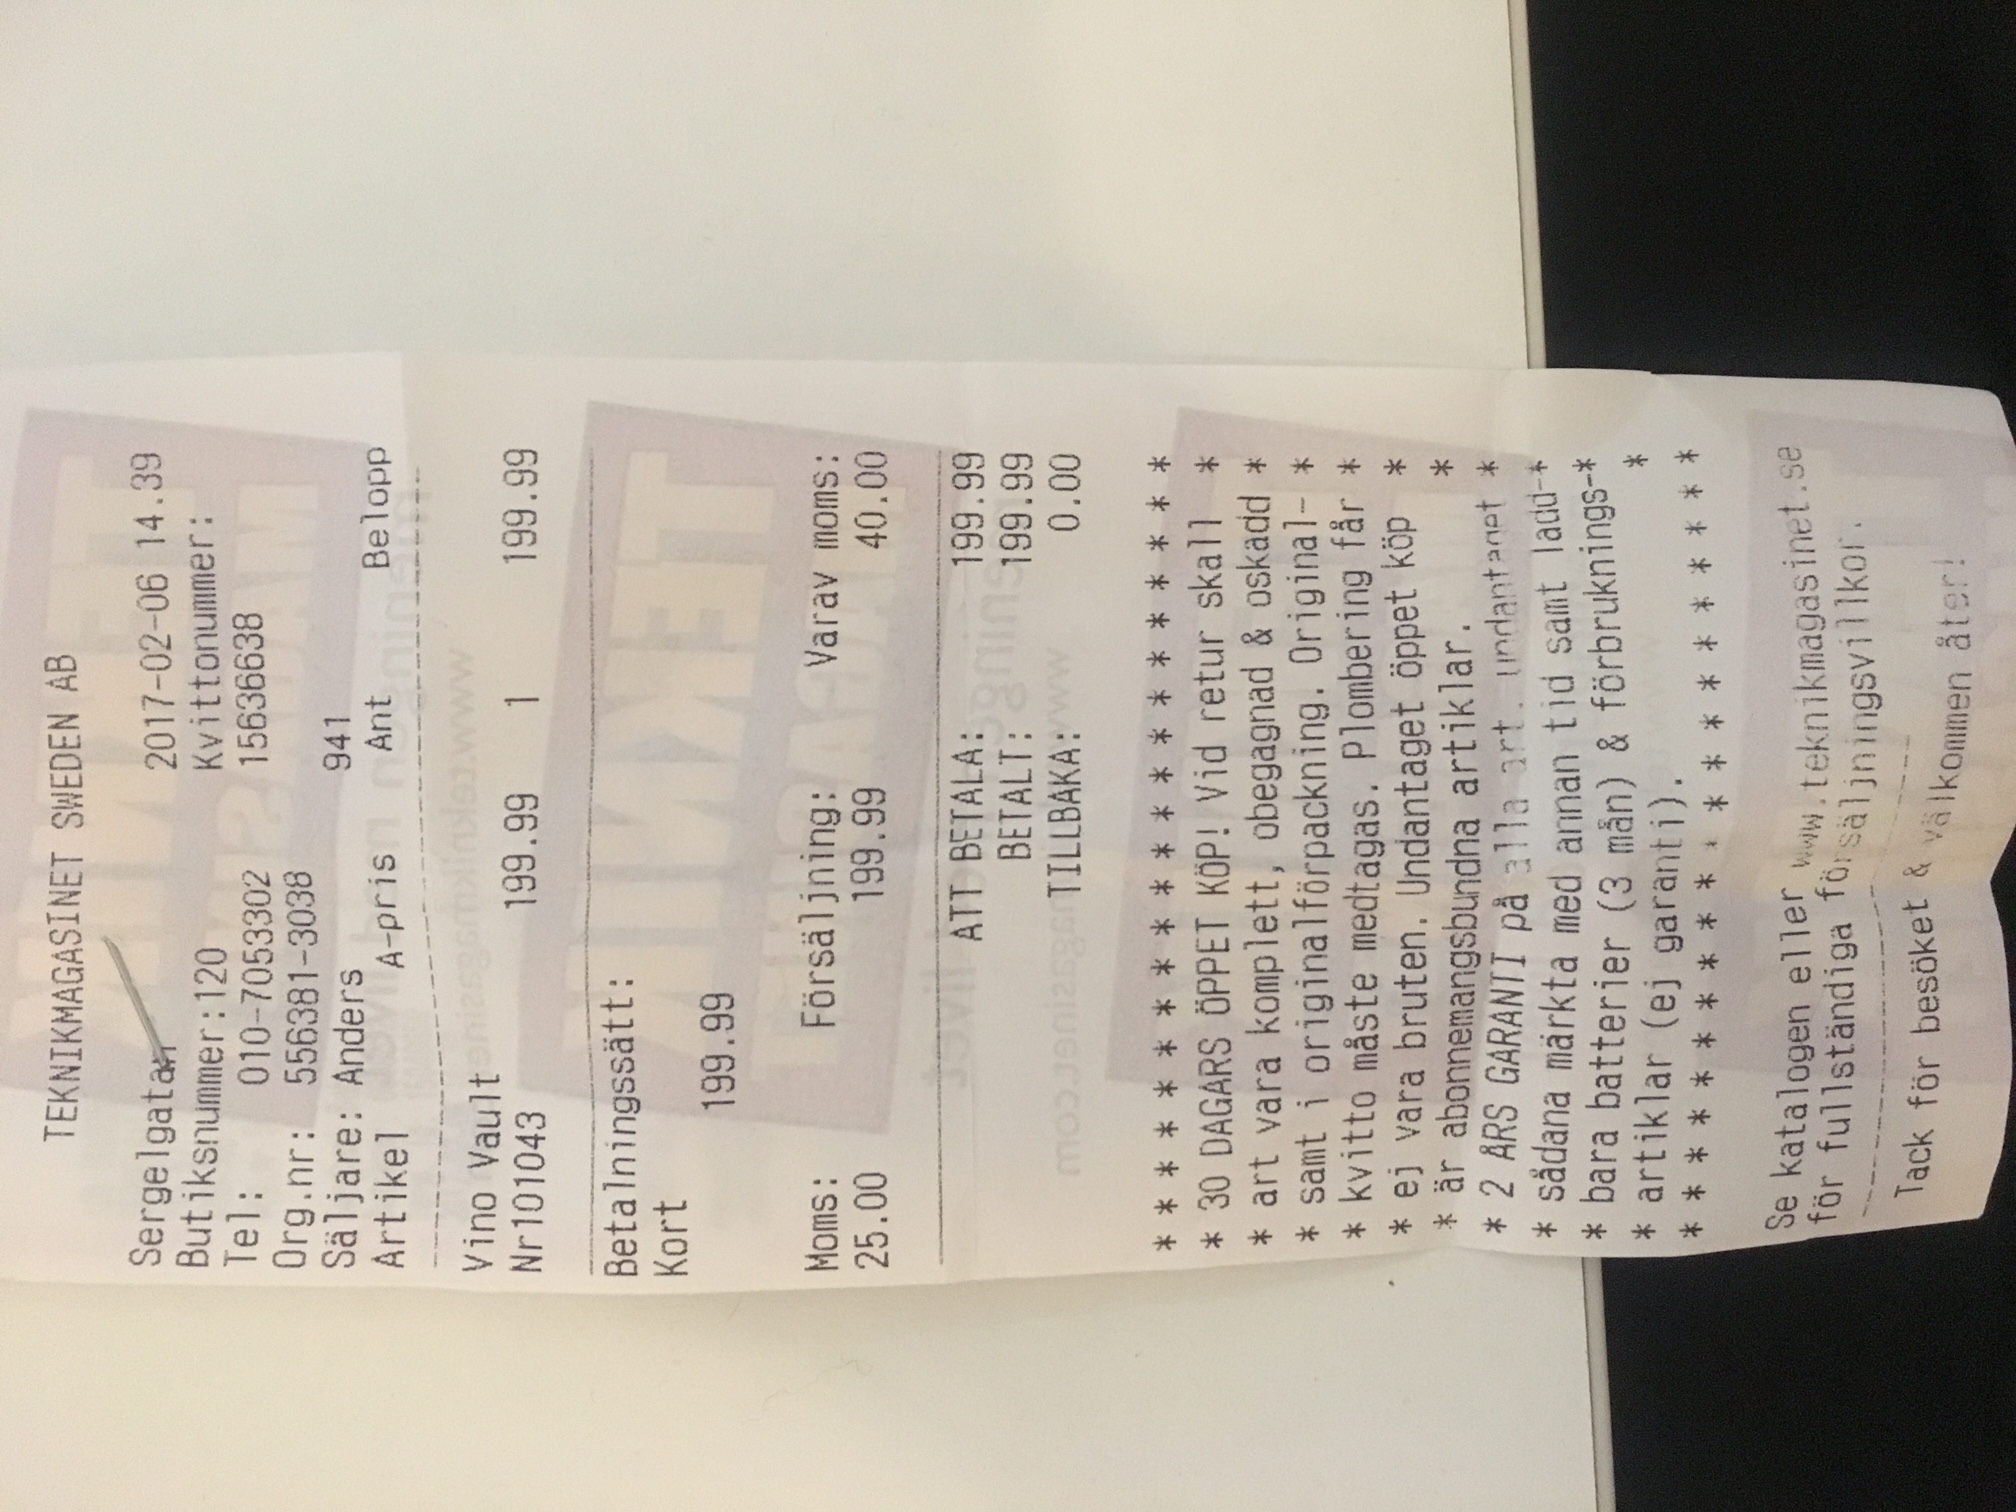 TEKNIKMAGASINET SWEDEN AB
Sergelgatan 2017-02-06 14.39
Butiksnummer:120 Kvittonummer:
Tel: 010-7053302 15636638
Org.nr: 556381-3038
Säljare: Anders 941
Artikel A-pris Ant Belopp
Vino Vault
Nr101043 199.99 1 199.99
Betalningssätt:
Kort
199.99
Moms: Försäljning: Varav moms:
25.00 199.99 40.00
ATT BETALA: 199.99
BETALT: 199.99
TILLBAKA: 0.00
* * * * * * * * * * * * * * * * * * * * *
* 30 DAGARS ÖPPET KÖP! Vid retur skall *
* art vara komplett, obegagnad & oskadd *
* samt i originalförpackning. Original- *
* kvitto måste medtagas. Plombering får *
* ej vara bruten. Undantaget öppet köp *
* är abonnemangsbundna artiklar. *
* 2 ÅRS GARANTI på alla art. undantaget *
* sådana märkta med annan tid samt ladd-*
* bara batterier (3 mån) & förbruknings-*
* artiklar (ej garanti). *
* * * * * * * * * * * * * * * * * * * * *
Se katalogen eller www.teknikmagasinet.se
för fullständiga försäljningsvillkor.
Tack för besöket & välkommen åter!